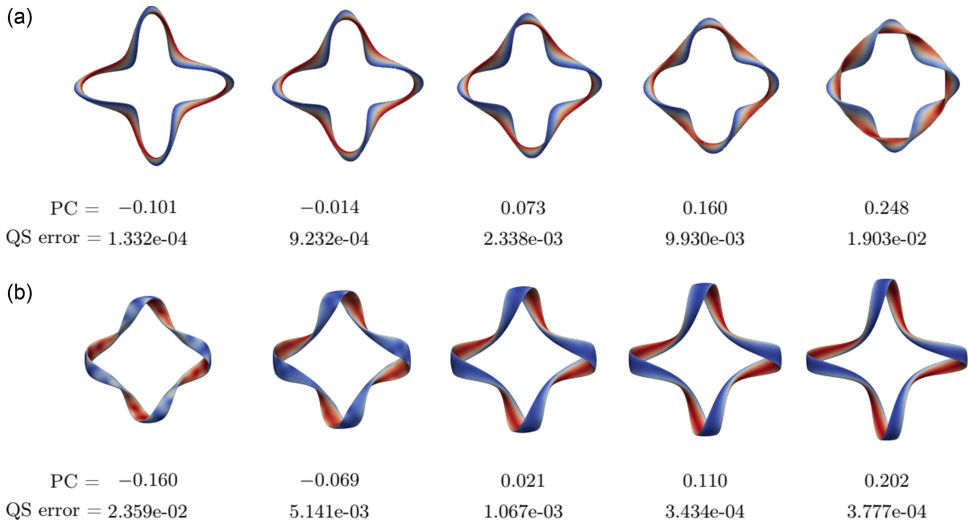 (a)
PC = −0.101 −0.014 0.073 0.160 0.248
QS error = 1.332e-04 9.232e-04 2.338e-03 9.930e-03 1.903e-02
(b)
PC = −0.160 −0.069 0.021 0.110 0.202
QS error = 2.359e-02 5.141e-03 1.067e-03 3.434e-04 3.777e-04